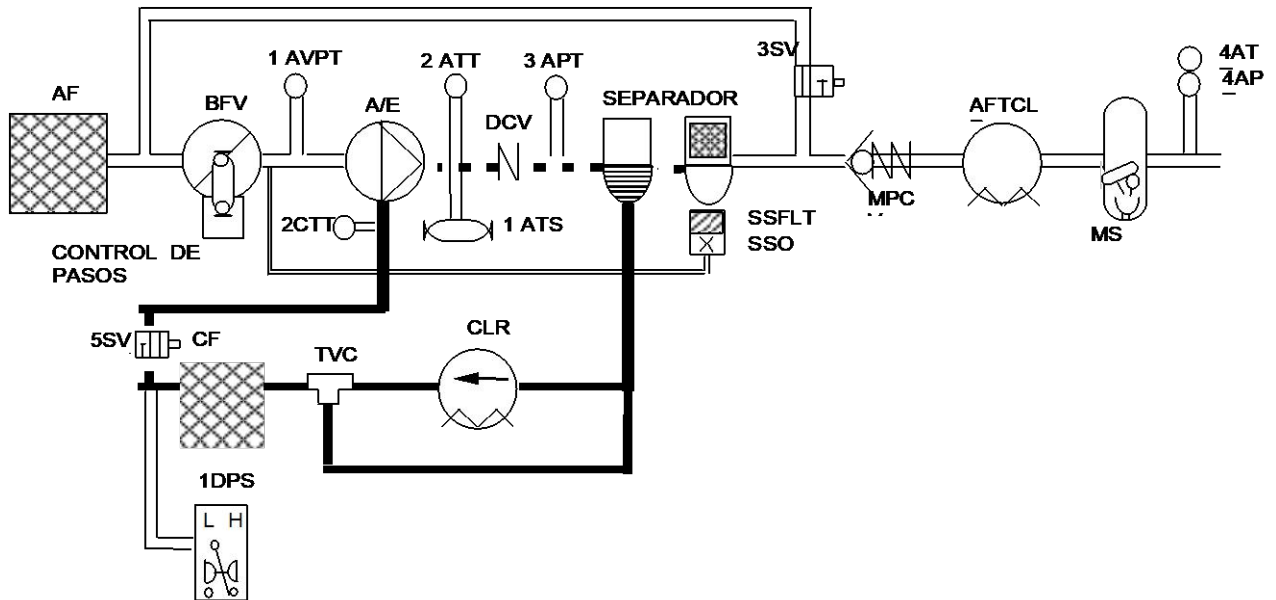 3SV
1 AVPT
2 ATT
3 APT
4AT
4AP
AF
BFV
A/E
DCV
SEPARADOR
AFTCL
MPC
2CTT
1 ATS
SSFLT
SSO
MS
CONTROL DE
PASOS
5SV
CF
TVC
CLR
1DPS
L H